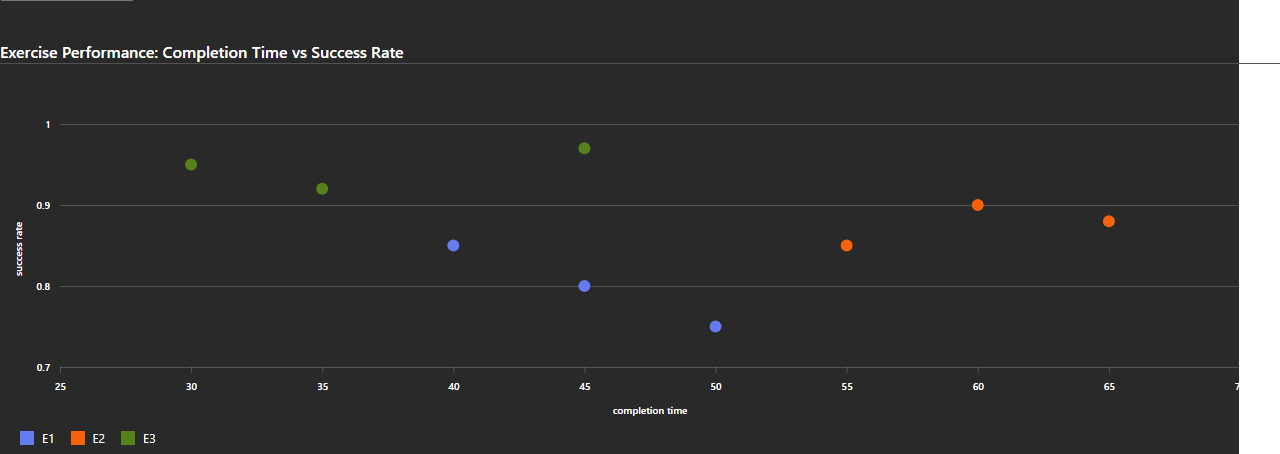 Exercise Performance: Completion Time vs Success Rate
1
0.9
0.8
0.7
success rate
25 30 35 40 45 50 55 60 65
completion time
E1 E2 E3